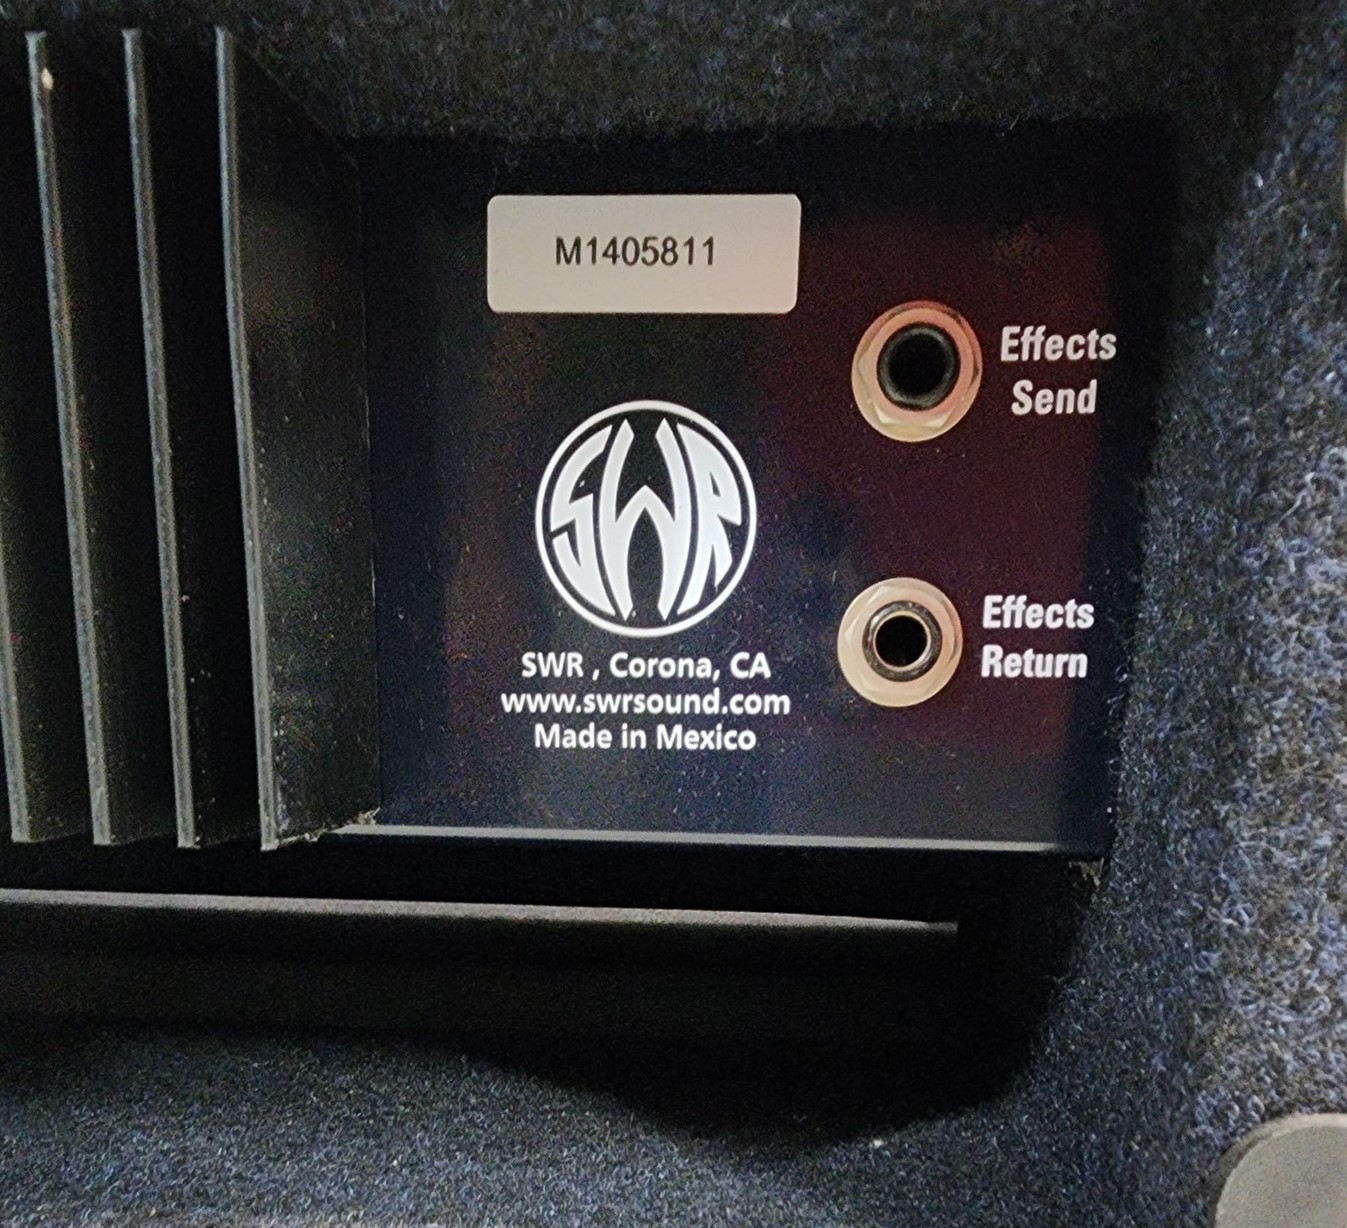 M1405811
Effects
Send
SWR
Effects
Return
SWR , Corona, CA
www.swrsound.com
Made in Mexico